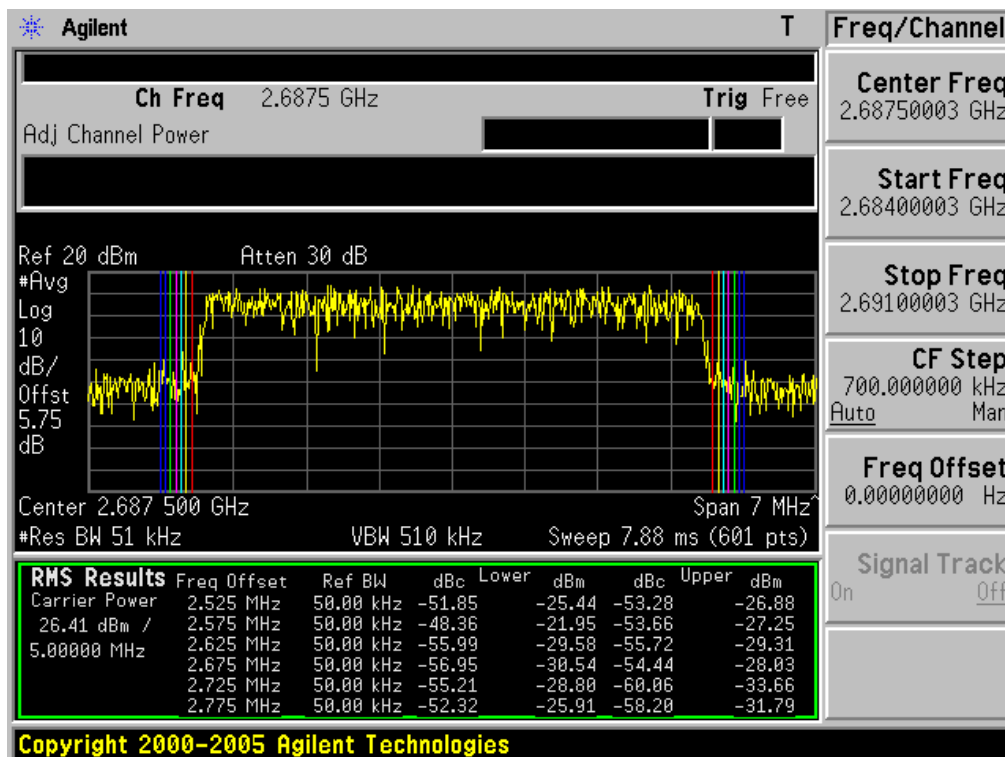 Agilent T
Freq/Channel
Ch Freq 2.6875 GHz Trig Free
Adj Channel Power
Center Freq
2.68750003 GHz
Start Freq
2.68400003 GHz
Stop Freq
2.69100003 GHz
CF Step
700.000000 kHz
Auto Man
Freq Offset
0.00000000 Hz
Signal Track
On Off
Ref 20 dBm Atten 30 dB
#Avg
Log
10
dB/
Offst
5.75
dB
Center 2.687 500 GHz Span 7 MHz^
#Res BW 51 kHz VBW 510 kHz Sweep 7.88 ms (601 pts)
RMS Results Freq Offset Ref BW dBc Lower dBm dBc Upper dBm
Carrier Power 2.525 MHz 50.00 kHz -51.85 -25.44 -53.28 -26.88
26.41 dBm / 2.575 MHz 50.00 kHz -48.36 -21.95 -53.66 -27.25
5.00000 MHz 2.625 MHz 50.00 kHz -55.99 -29.58 -55.72 -29.31
2.675 MHz 50.00 kHz -56.95 -30.54 -54.44 -28.03
2.725 MHz 50.00 kHz -55.21 -28.80 -60.06 -33.66
2.775 MHz 50.00 kHz -52.32 -25.91 -58.20 -31.79
Copyright 2000-2005 Agilent Technologies